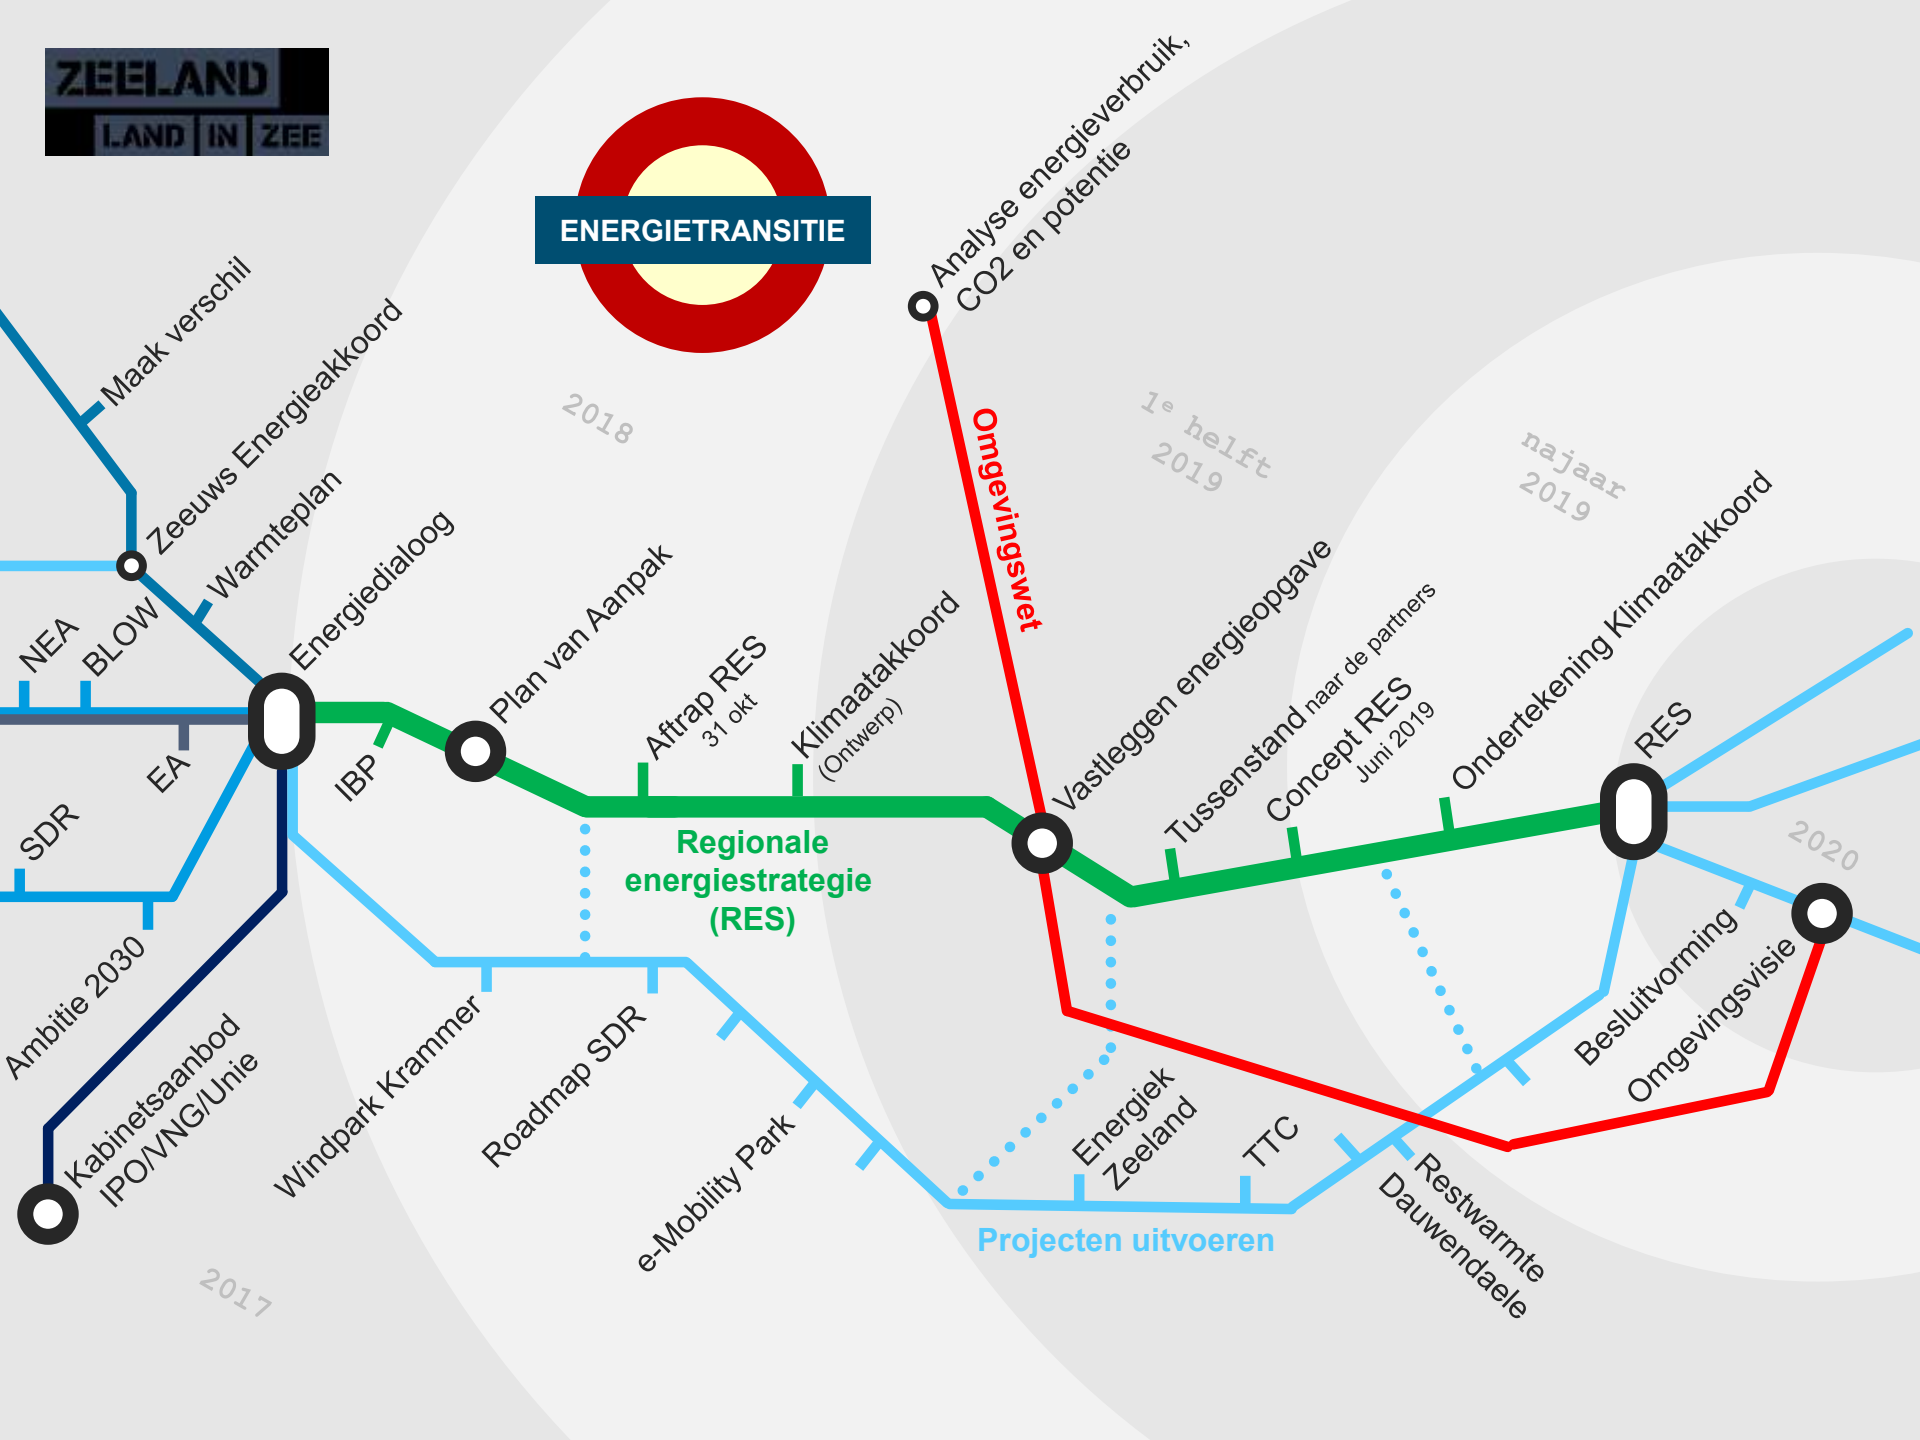 ZEELAND
LAND IN ZEE
ENERGIETRANSITIE
Analyse energieverbruik,
CO2 en potentie
Maak verschil
Zeeuws Energieakkoord
Warmteplan
Energiedialoog
NEA
BLOW
EA
SDR
Ambitie 2030
Kabinetsaanbod
IPO/VNG/Unie
2017
2018
1e helft
2019
najaar
2019
2020
IBP
Plan van Aanpak
Aftrap RES
31 okt
Klimaatakkoord
(Ontwerp)
Regionale
energiestrategie
(RES)
Omgevingswet
Vastleggen energieopgave
Tussenstand naar de partners
Concept RES
Juni 2019
Ondertekening Klimaatakkoord
RES
Besluitvorming
Omgevingsvisie
Windpark Krammer
Roadmap SDR
e-Mobility Park
Energiek
Zeeland
TTC
Restwarmte
Dauwendaele
Projecten uitvoeren